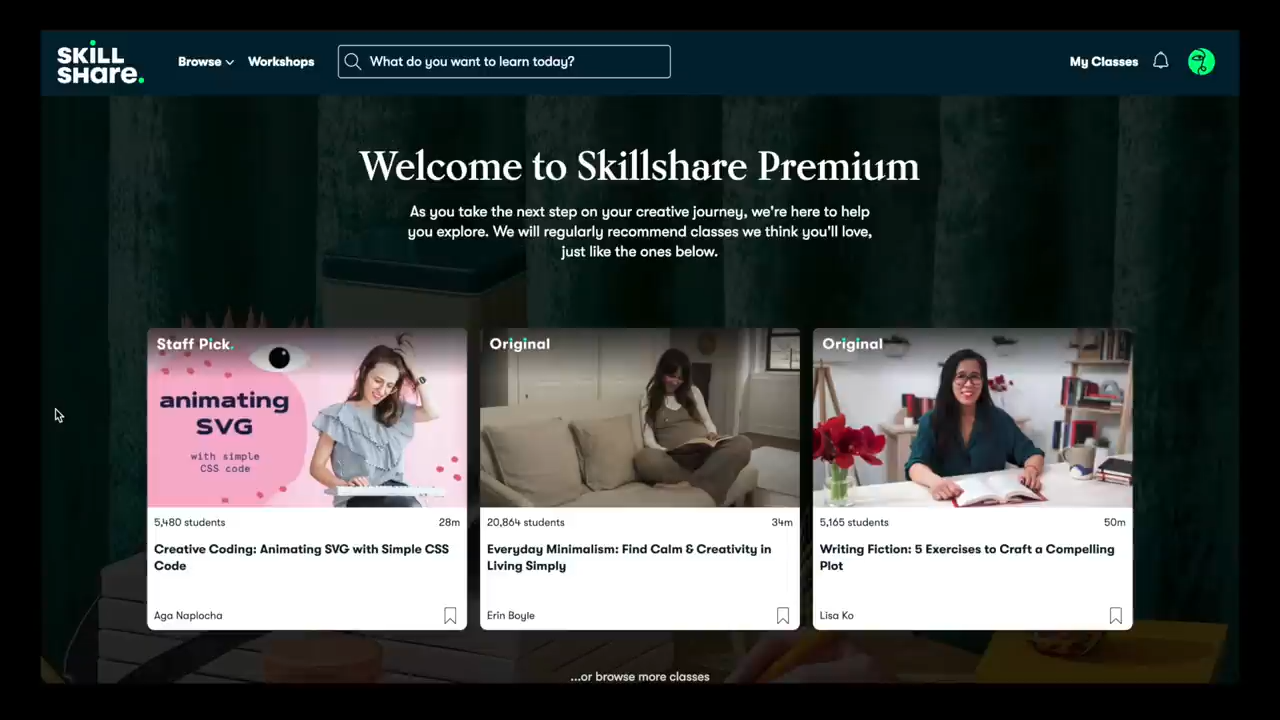 SKiLL
SHare.
Browse
Workshops
What do you want to learn today?
My Classes
Welcome to Skillshare Premium
As you take the next step on your creative journey, we're here to help
you explore. We will regularly recommend classes we think you'll love,
just like the ones below.
Staff Pick.
animating
SVG
with simple
CSS code
5,480 students
28m
Creative Coding: Animating SVG with Simple CSS
Code
Aga Naplocha
Original
20,864 students
34m
Everyday Minimalism: Find Calm & Creativity in
Living Simply
Erin Boyle
Original
5,165 students
50m
Writing Fiction: 5 Exercises to Craft a Compelling
Plot
Lisa Ko
...or browse more classes